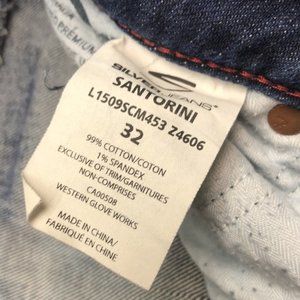 SILVER JEANS
SANTORINI
L1509SCM453 Z4606
32
99% COTTON/COTON
1% SPANDEX
EXCLUSIVE OF TRIM/GARNITURES
NON-COMPRISES
CA00508
WESTERN GLOVE WORKS
MADE IN CHINA/
FABRIQUÉ EN CHINE